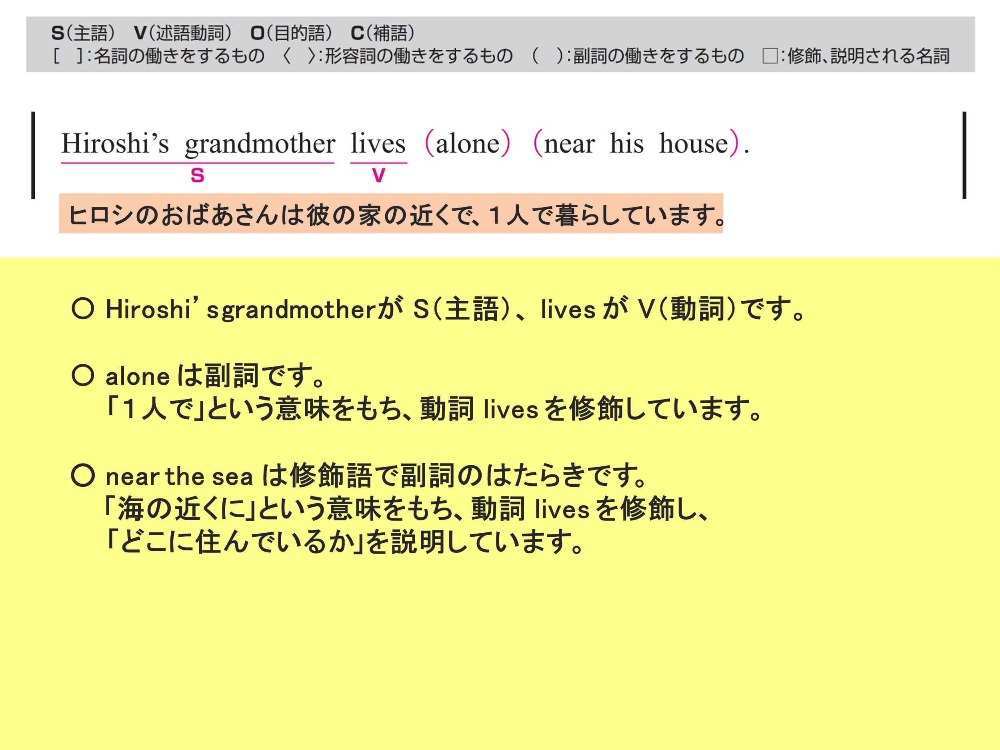 S（主語）　V（述語動詞）　O（目的語）　C（補語）
[　]：名詞の働きをするもの　〈　〉：形容詞の働きをするもの　（　）：副詞の働きをするもの　□：修飾、説明される名詞
Hiroshi’s grandmother lives （alone） （near his house）.
S V
ヒロシのおばあさんは彼の家の近くで、１人で暮らしています。
○ Hiroshi’sgrandmotherが S（主語）、lives が V（動詞）です。
○ alone は副詞です。
「１人で」という意味をもち、動詞 lives を修飾しています。
○ near the sea は修飾語で副詞のはたらきです。
「海の近くに」という意味をもち、動詞 lives を修飾し、
「どこに住んでいるか」を説明しています。